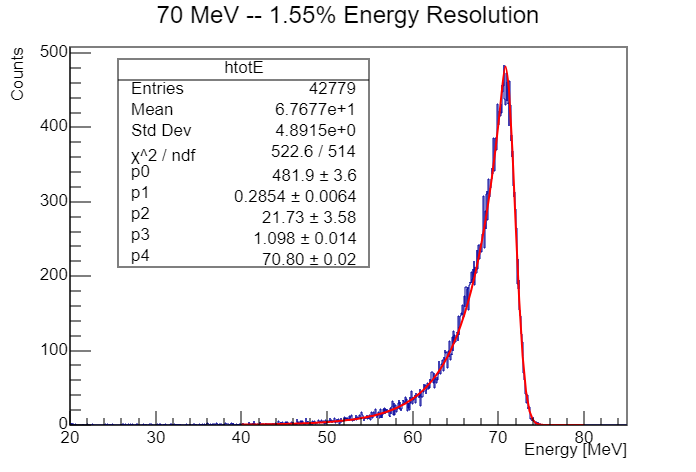 70 MeV -- 1.55% Energy Resolution
Counts
htotE
Entries 42779
Mean 6.7677e+1
Std Dev 4.8915e+0
χ^2 / ndf 522.6 / 514
p0 481.9 ± 3.6
p1 0.2854 ± 0.0064
p2 21.73 ± 3.58
p3 1.098 ± 0.014
p4 70.80 ± 0.02
500
400
300
200
100
0
20 30 40 50 60 70 80
Energy [MeV]